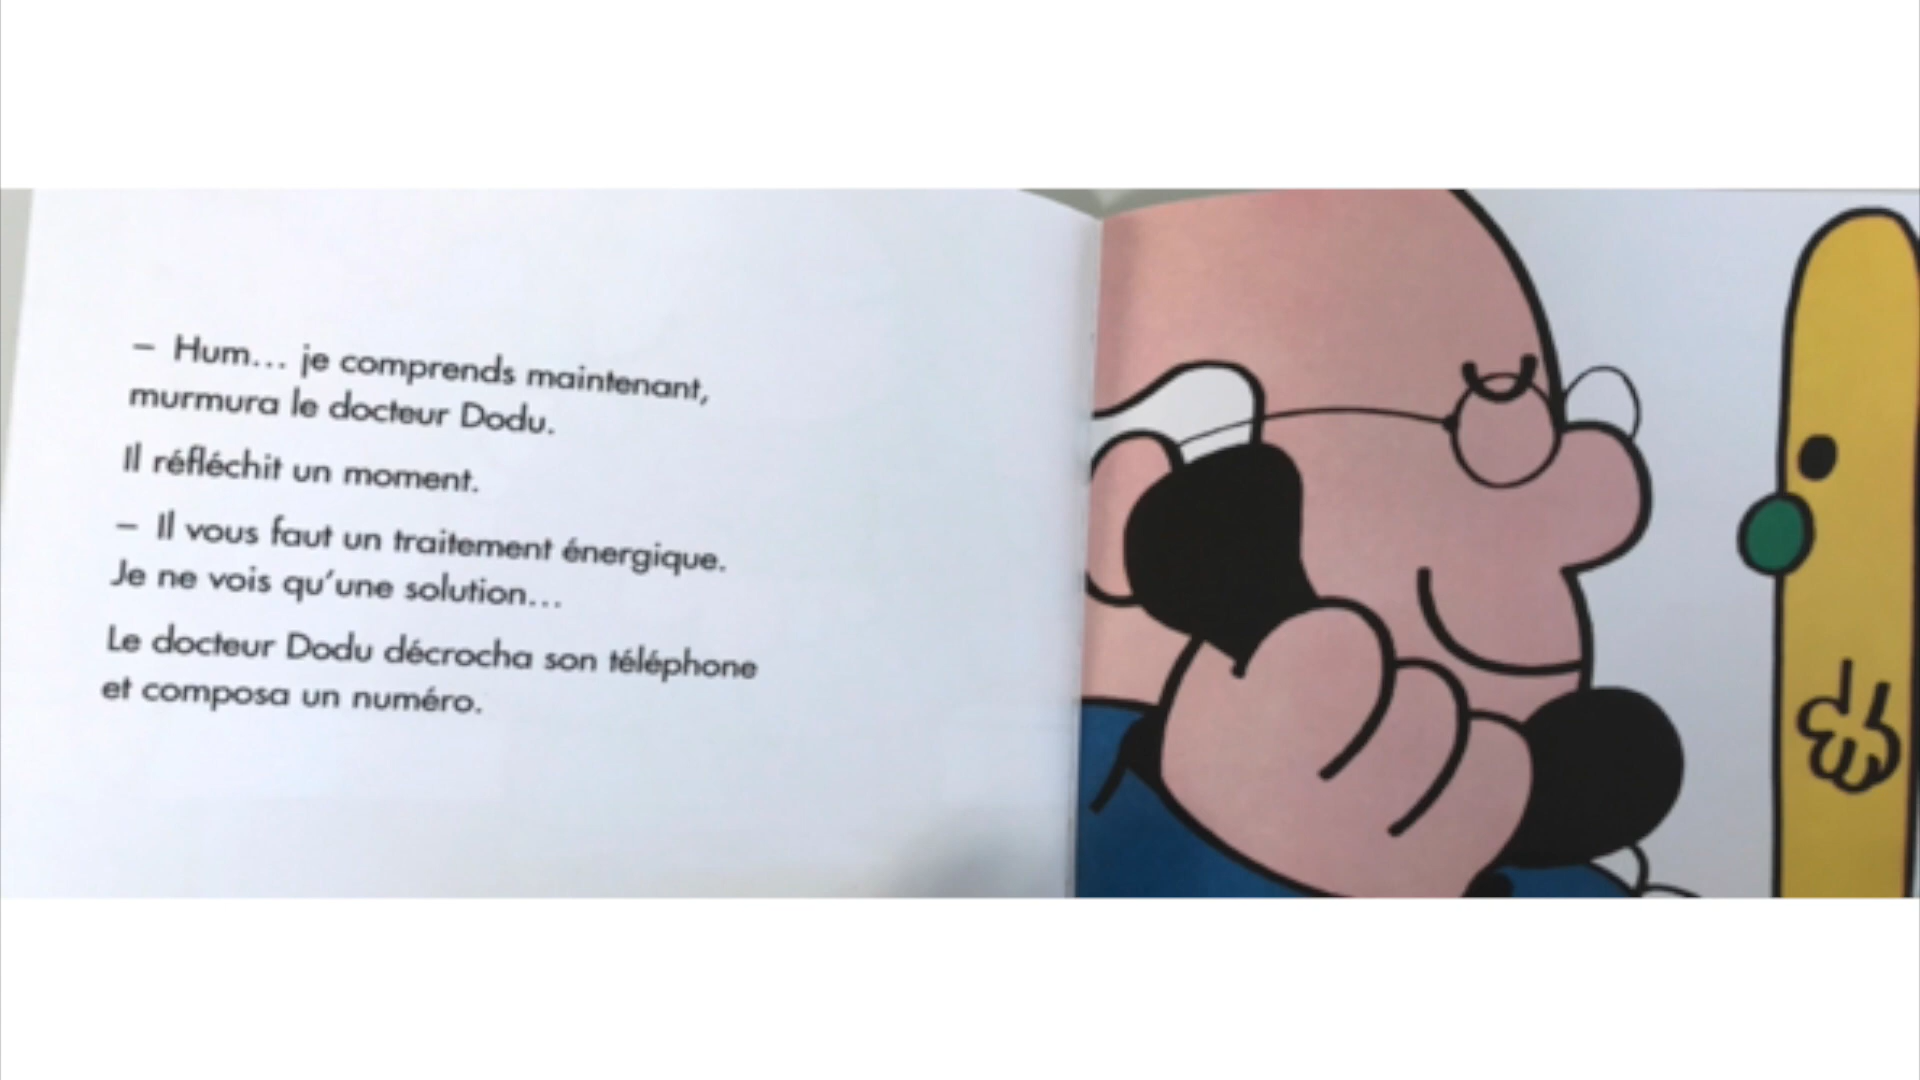 – Hum... je comprends maintenant,
murmura le docteur Dodu.
Il réfléchit un moment.
– Il vous faut un traitement énergique.
Je ne vois qu'une solution...
Le docteur Dodu décrocha son téléphone
et composa un numéro.